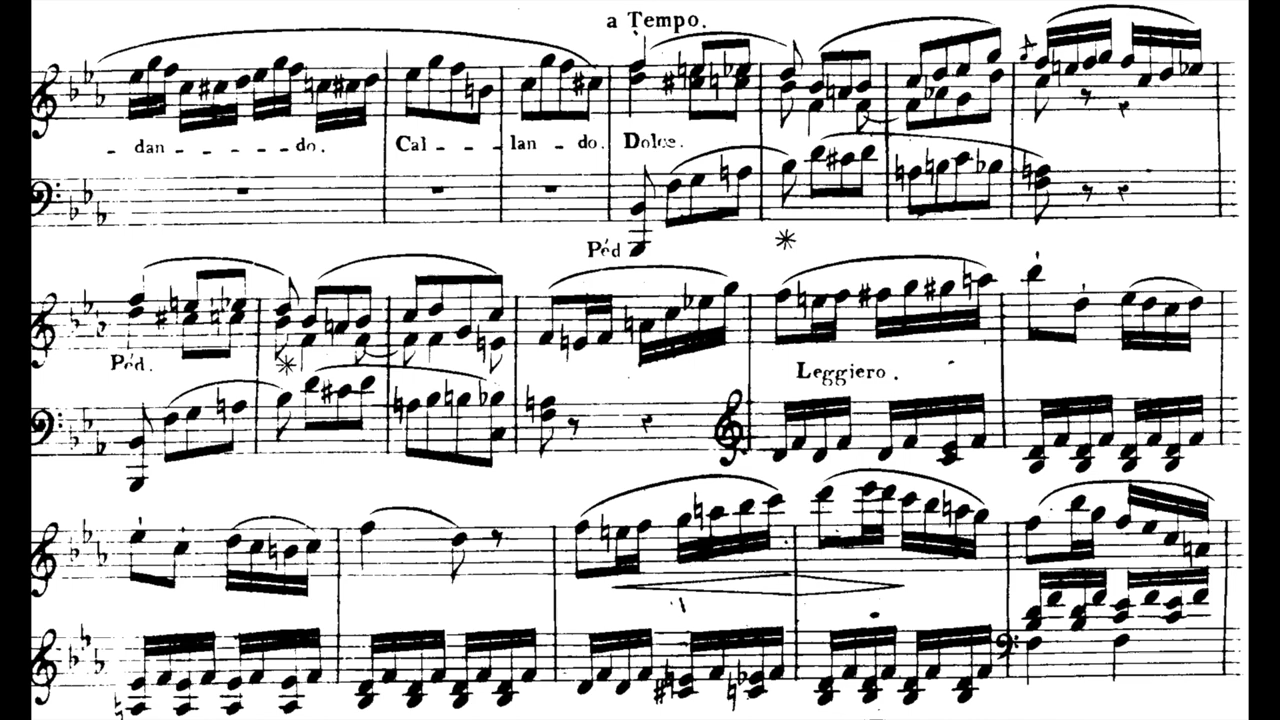 a Tempo.
- dan - - - - do. Cal - - - lan - do. Dolce.
Péd
Péd.
Leggiero.